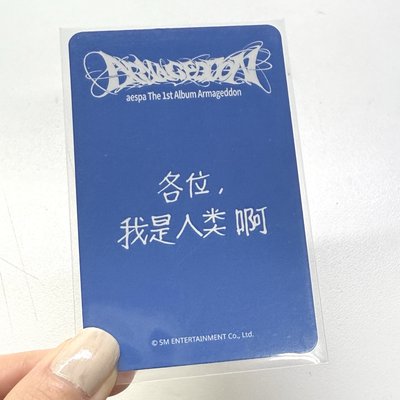 ARMAGEDDON
aespa The 1st Album Armageddon
各位，
我是人类 啊
© SM ENTERTAINMENT Co., Ltd.